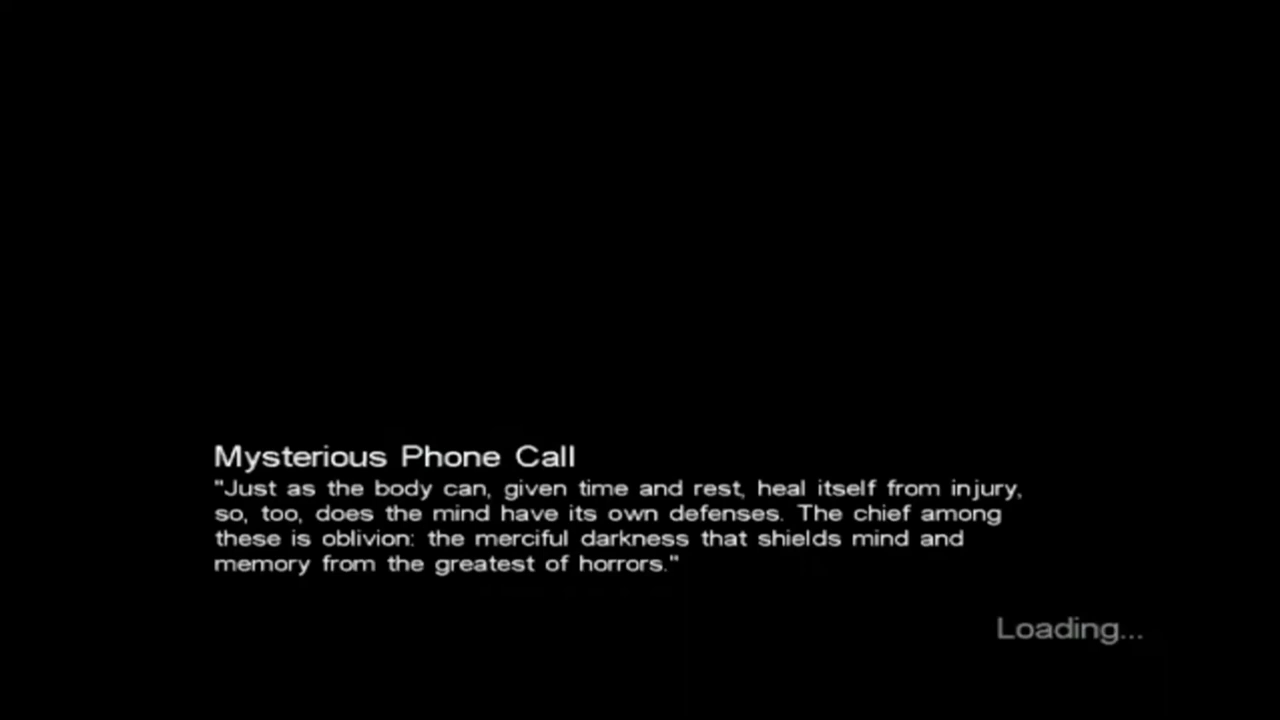 Mysterious Phone Call
"Just as the body can, given time and rest, heal itself from injury,
so, too, does the mind have its own defenses. The chief among
these is oblivion: the merciful darkness that shields mind and
memory from the greatest of horrors."
Loading...